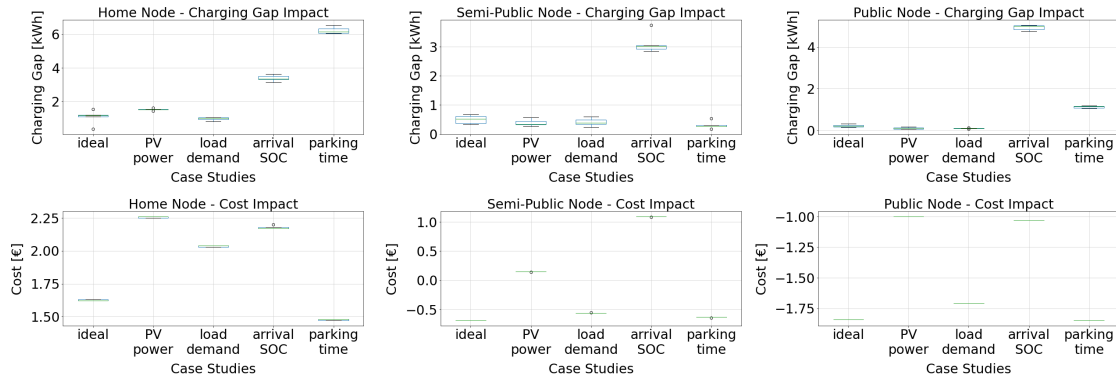 Home Node - Charging Gap Impact
Charging Gap [kWh]
6
4
2
ideal
PV power
load demand
arrival SOC
parking time
Case Studies
Semi-Public Node - Charging Gap Impact
Charging Gap [kWh]
3
2
1
0
ideal
PV power
load demand
arrival SOC
parking time
Case Studies
Public Node - Charging Gap Impact
Charging Gap [kWh]
4
2
0
ideal
PV power
load demand
arrival SOC
parking time
Case Studies
Home Node - Cost Impact
Cost [€]
2.25
2.00
1.75
1.50
ideal
PV power
load demand
arrival SOC
parking time
Case Studies
Semi-Public Node - Cost Impact
Cost [€]
1.0
0.5
0.0
−0.5
ideal
PV power
load demand
arrival SOC
parking time
Case Studies
Public Node - Cost Impact
Cost [€]
−1.00
−1.25
−1.50
−1.75
ideal
PV power
load demand
arrival SOC
parking time
Case Studies